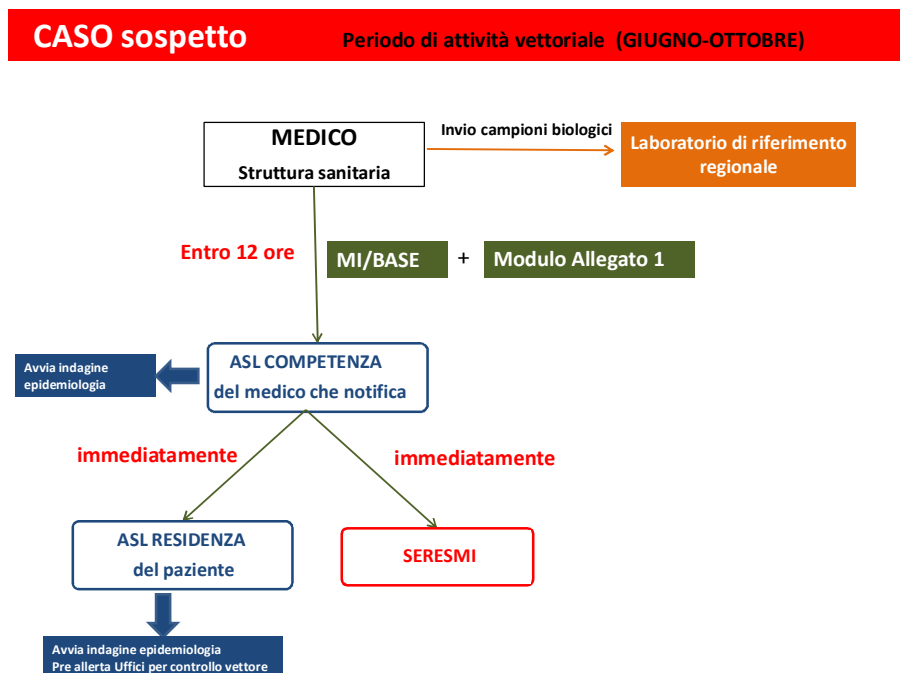 CASO sospetto
Periodo di attività vettoriale (GIUGNO-OTTOBRE)
MEDICO
Struttura sanitaria
Invio campioni biologici
Laboratorio di riferimento
regionale
Entro 12 ore
MI/BASE
+
Modulo Allegato 1
ASL COMPETENZA
del medico che notifica
Avvia indagine
epidemiologia
immediatamente
immediatamente
ASL RESIDENZA
del paziente
SERESMI
Avvia indagine epidemiologia
Pre allerta Uffici per controllo vettore